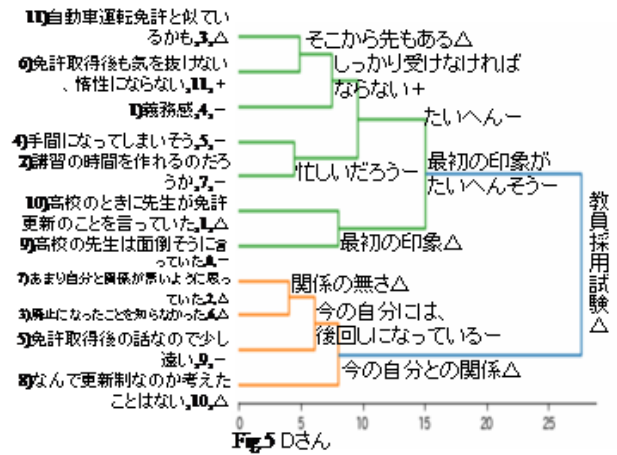 11)自動車運転免許と似てい
るかも,3,△
6)免許取得後も気を抜けない
、惰性にならない,11,+
1)義務感,4,−
4)手間になってしまいそう,5,−
2)講習の時間を作れるのだろ
うか,7,−
10)高校のときに先生が免許
更新のことを言っていた,1,△
9)高校の先生は面倒そうに言
っていた,8,−
7)あまり自分と関係が悪いように思っ
ていた,2,△
3)廃止になったことを知らなかった,6,△
5)免許取得後の話なので少し
遠い,9,−
8)なんで更新制なのか考えた
ことはない,10,△
そこから先もある△
しっかり受けなければ
ならない+
たいへんー
忙しいだろうー
最初の印象が
たいへんそうー
最初の印象△
関係の無さ△
今の自分には、
後回しになっているー
今の自分との関係△
教員採用試験△
0 5 10 15 20 25
Fig.5 Dさん